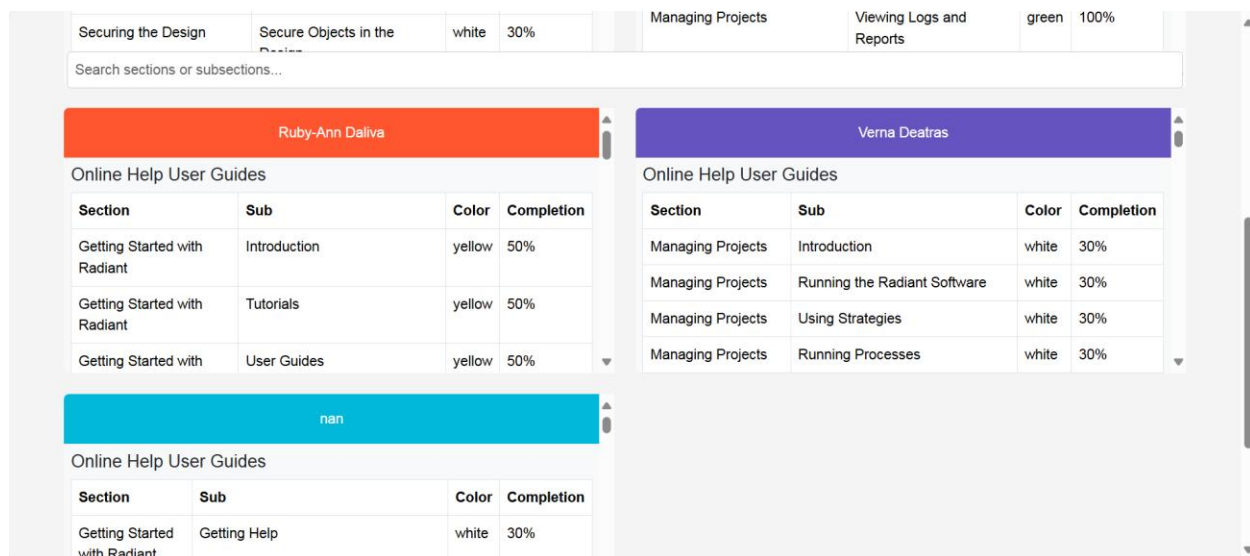 Securing the Design Secure Objects in the white 30%
Design
Managing Projects Viewing Logs and green 100%
Reports
Search sections or subsections...
Ruby-Ann Daliva
Online Help User Guides
Section Sub Color Completion
Getting Started with Introduction yellow 50%
Radiant
Getting Started with Tutorials yellow 50%
Radiant
Getting Started with User Guides yellow 50%
Verna Deatras
Online Help User Guides
Section Sub Color Completion
Managing Projects Introduction white 30%
Managing Projects Running the Radiant Software white 30%
Managing Projects Using Strategies white 30%
Managing Projects Running Processes white 30%
nan
Online Help User Guides
Section Sub Color Completion
Getting Started Getting Help white 30%
with Radiant